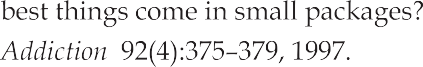 best things come in small packages?
Addiction 92(4):375–379, 1997.